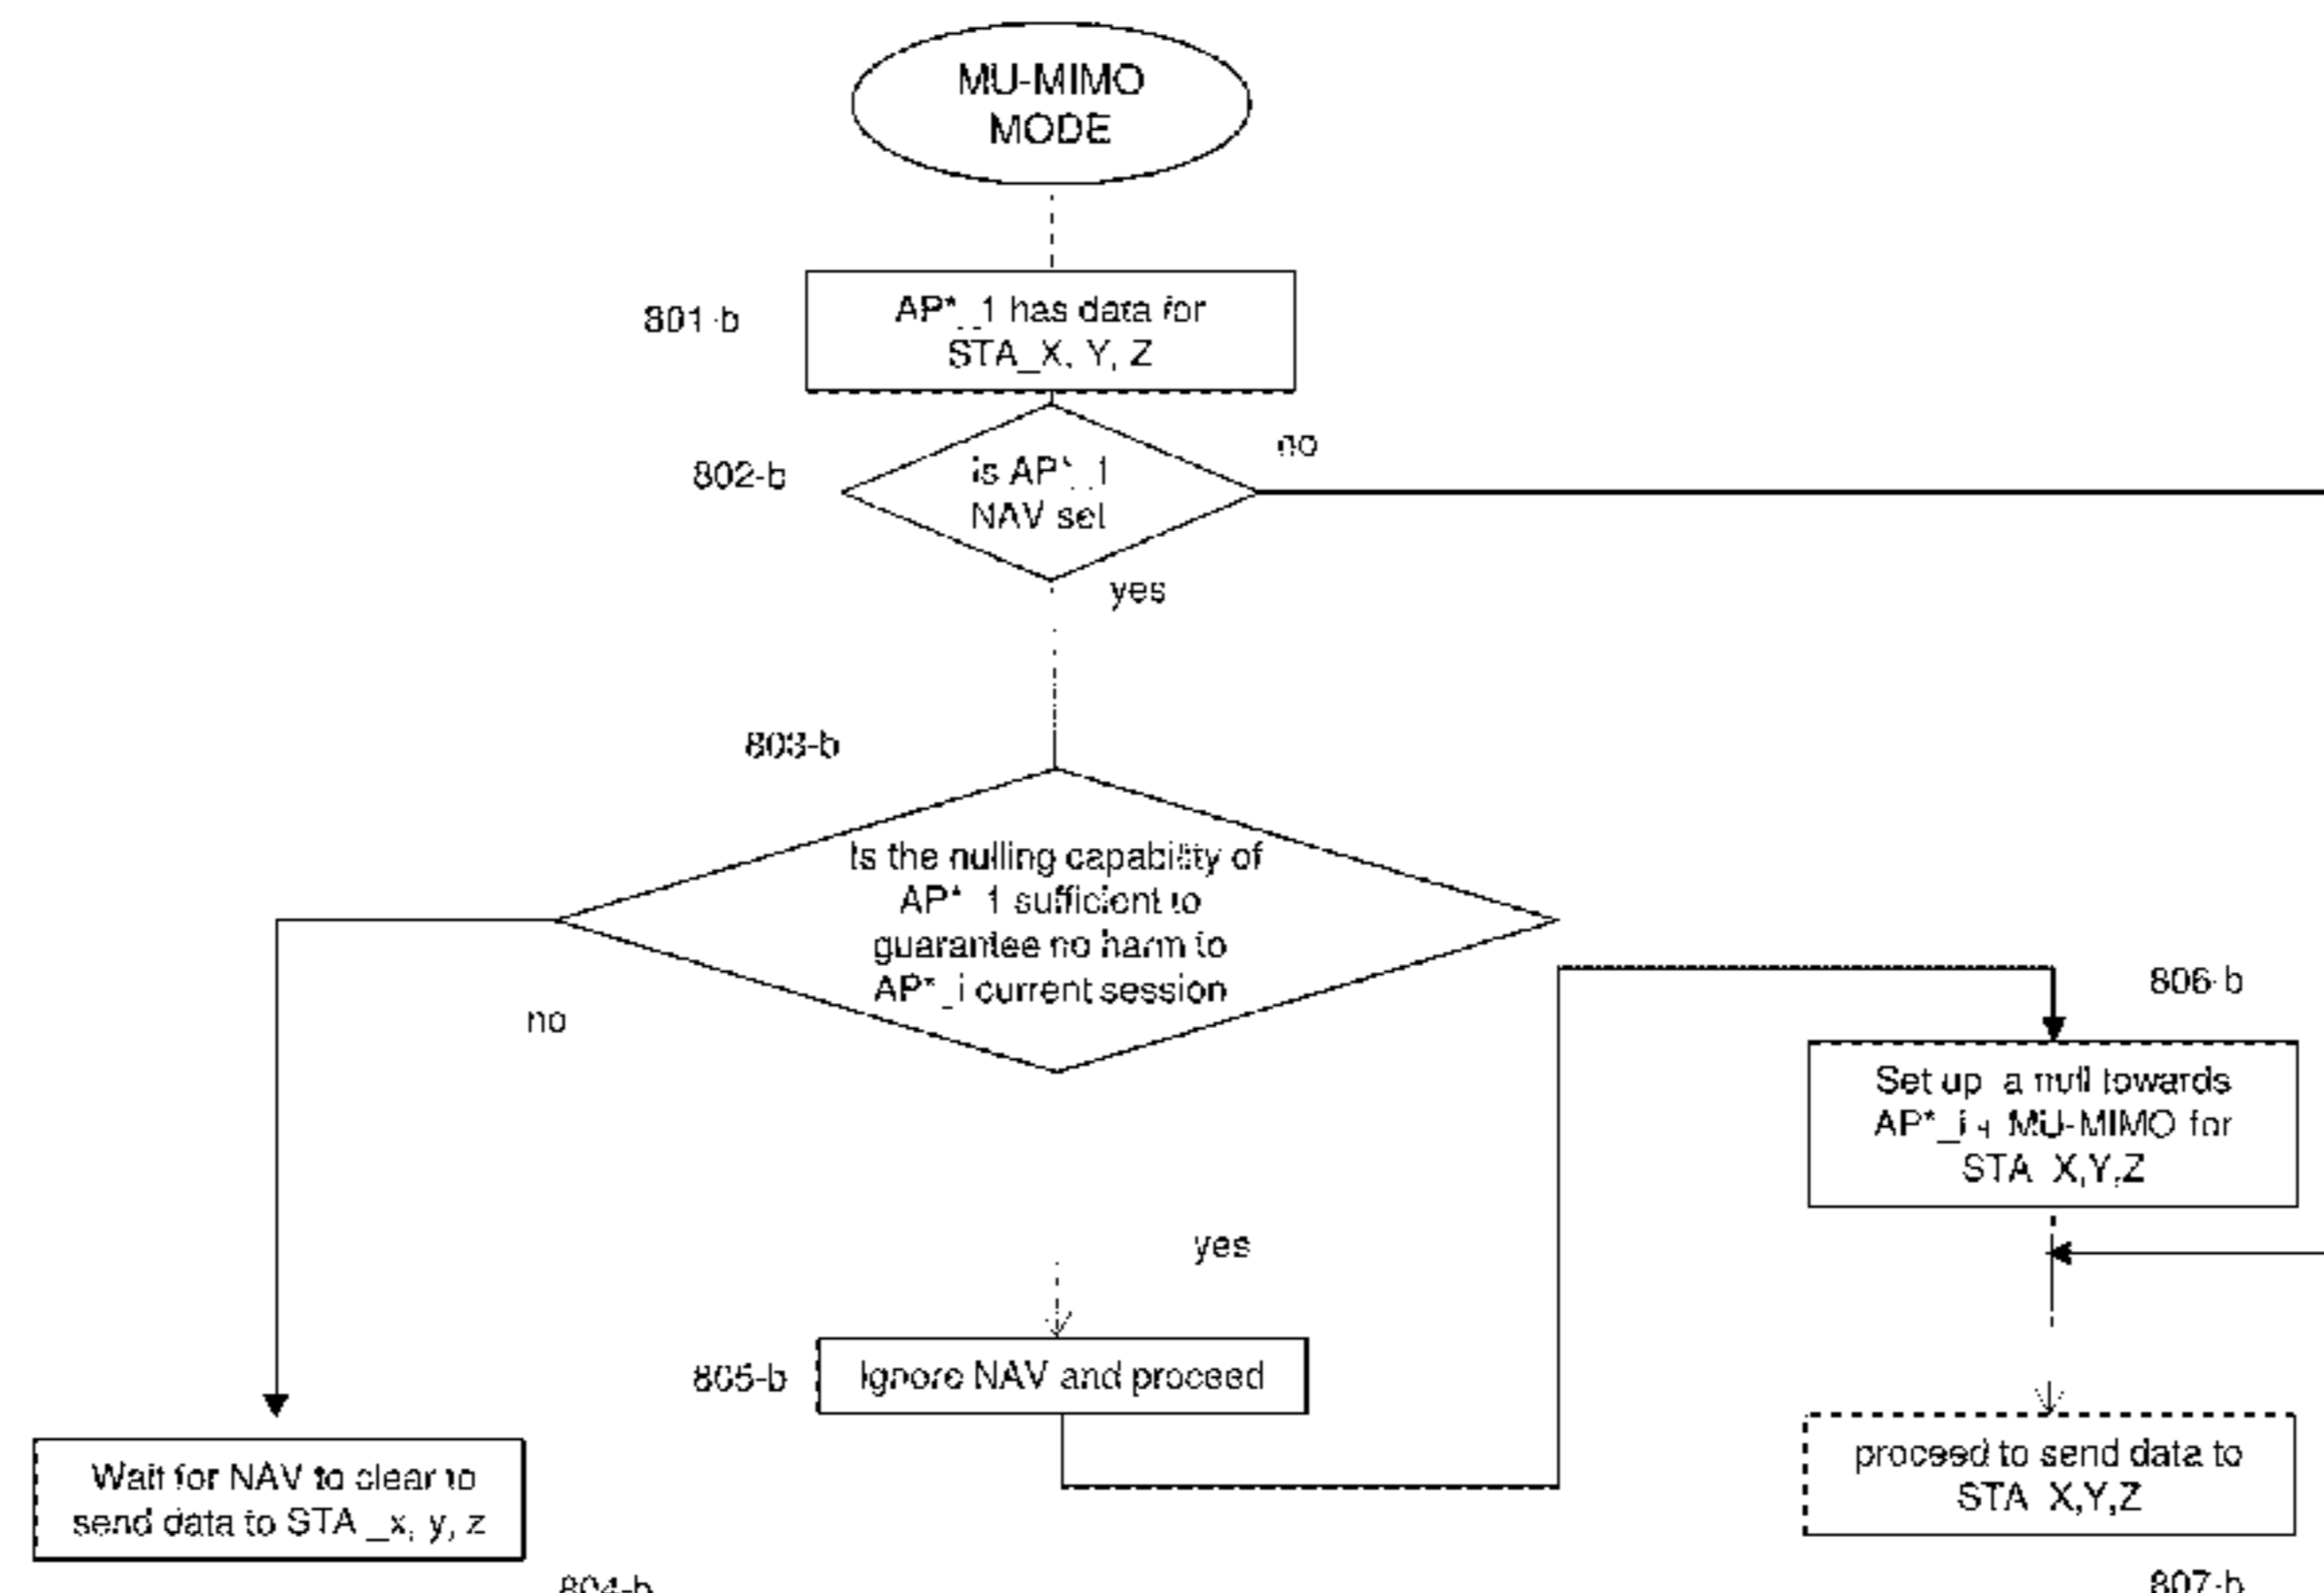 MU-MIMO
MODE
801-b
AP*_1 has data for
STA_X, Y, Z
802-b
is AP*_1
NAV set
no
yes
803-b
Is the nulling capability of
AP*_1 sufficient to
guarantee no harm to
AP*_i current session
no
806-b
Set up a null towards
AP*_i + MU-MIMO for
STA X,Y,Z
yes
805-b
Ignore NAV and proceed
Wait for NAV to clear to
send data to STA _x, y, z
804-b
proceed to send data to
STA X,Y,Z
807-b